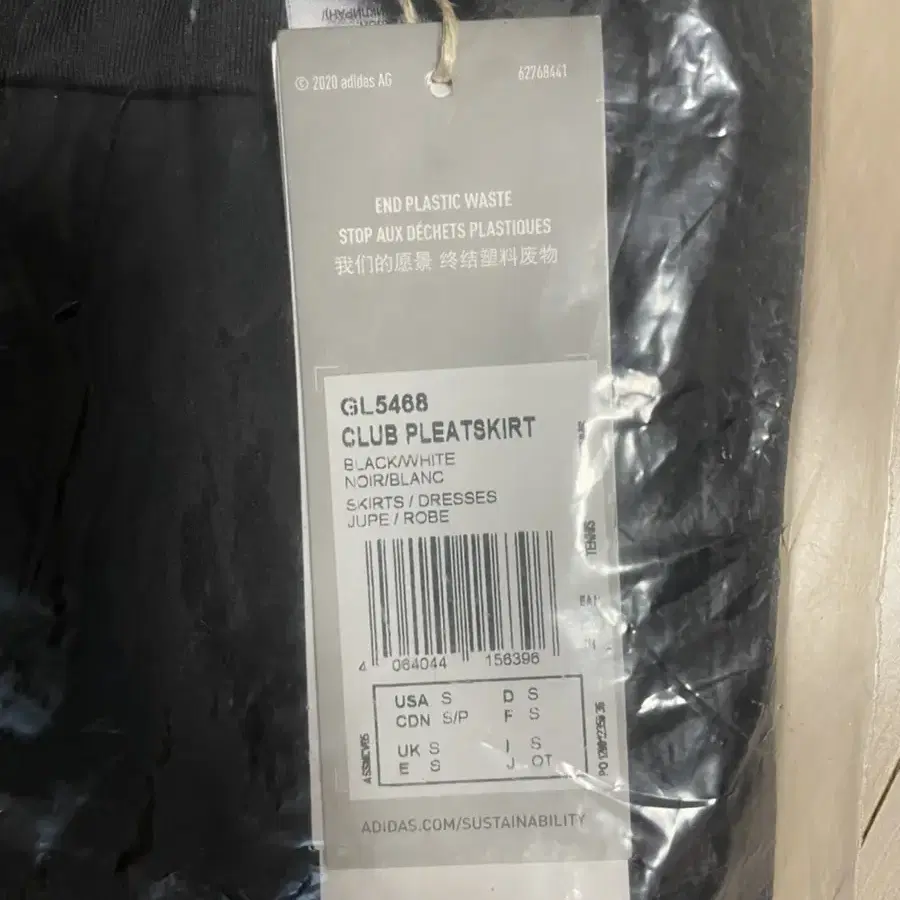 © 2020 adidas AG
62768441
END PLASTIC WASTE
STOP AUX DÉCHETS PLASTIQUES
我们的愿景 终结塑料废物
GL5468
CLUB PLEATSKIRT
BLACK/WHITE
NOIR/BLANC
SKIRTS / DRESSES
JUPE / ROBE
TENNIS
EAN
4 064044 156396
USA S D S
CDN S/P F S
UK S I S
E S J OT
ADIDAS.COM/SUSTAINABILITY